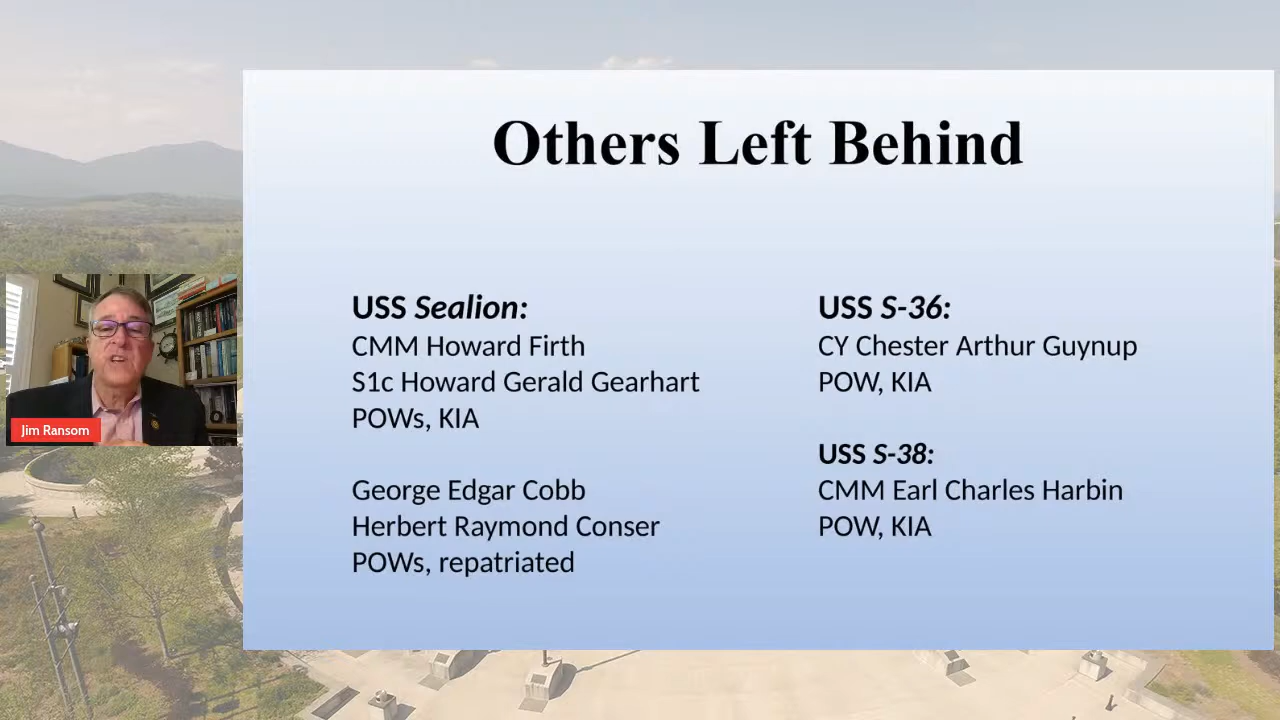 Others Left Behind
USS Sealion:
CMM Howard Firth
S1c Howard Gerald Gearhart
POWs, KIA
George Edgar Cobb
Herbert Raymond Conser
POWs, repatriated
USS S-36:
CY Chester Arthur Guynup
POW, KIA
USS S-38:
CMM Earl Charles Harbin
POW, KIA
Jim Ransom